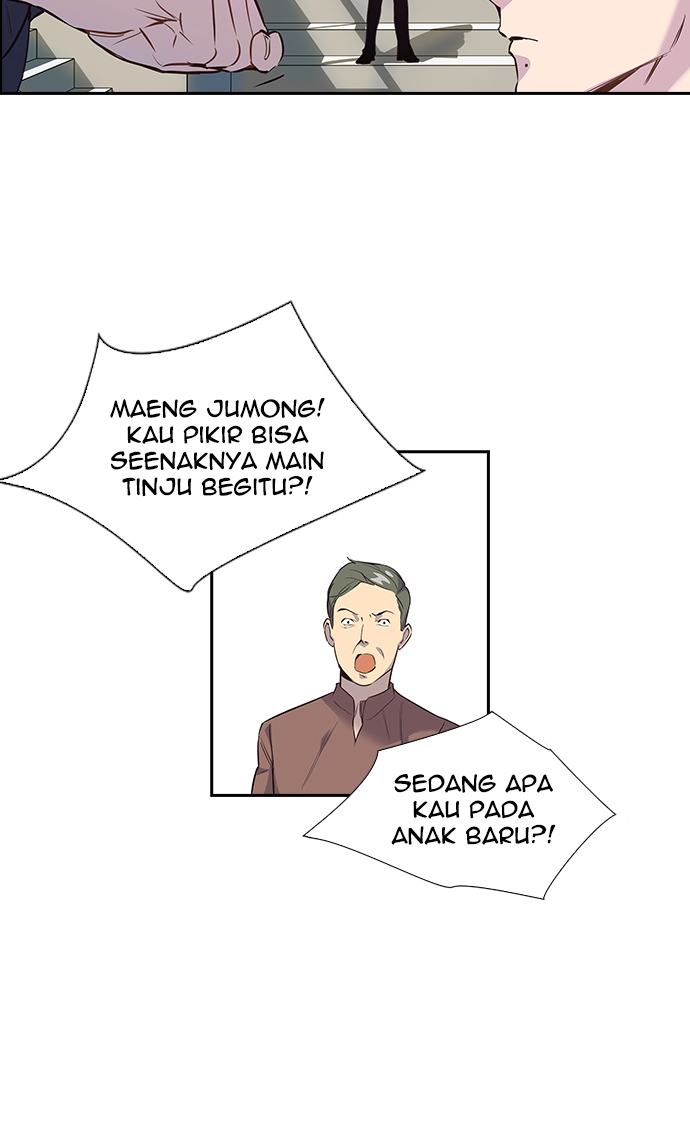 MAENG JUMONG!
KAU PIKIR BISA
SEENAKNYA MAIN
TINJU BEGITU?!
SEDANG APA
KAU PADA
ANAK BARU?!